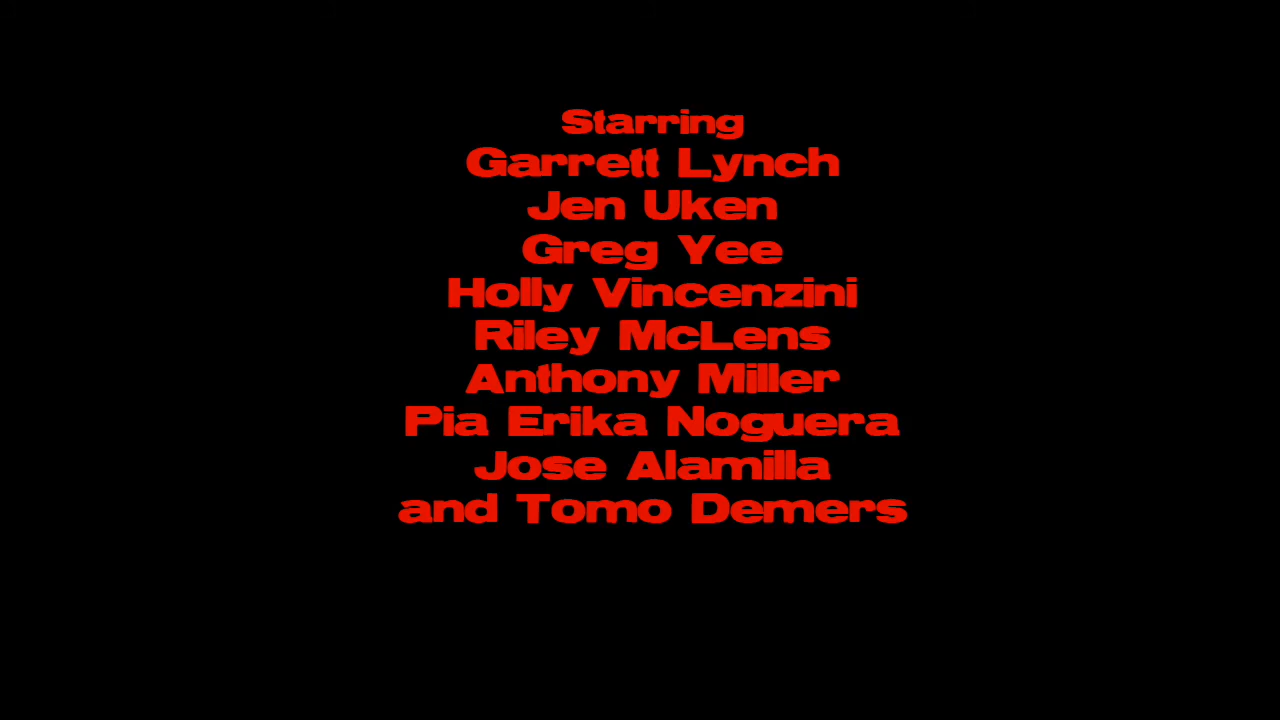 Starring
Garrett Lynch
Jen Uken
Greg Yee
Holly Vincenzini
Riley McLens
Anthony Miller
Pia Erika Noguera
Jose Alamilla
and Tomo Demers